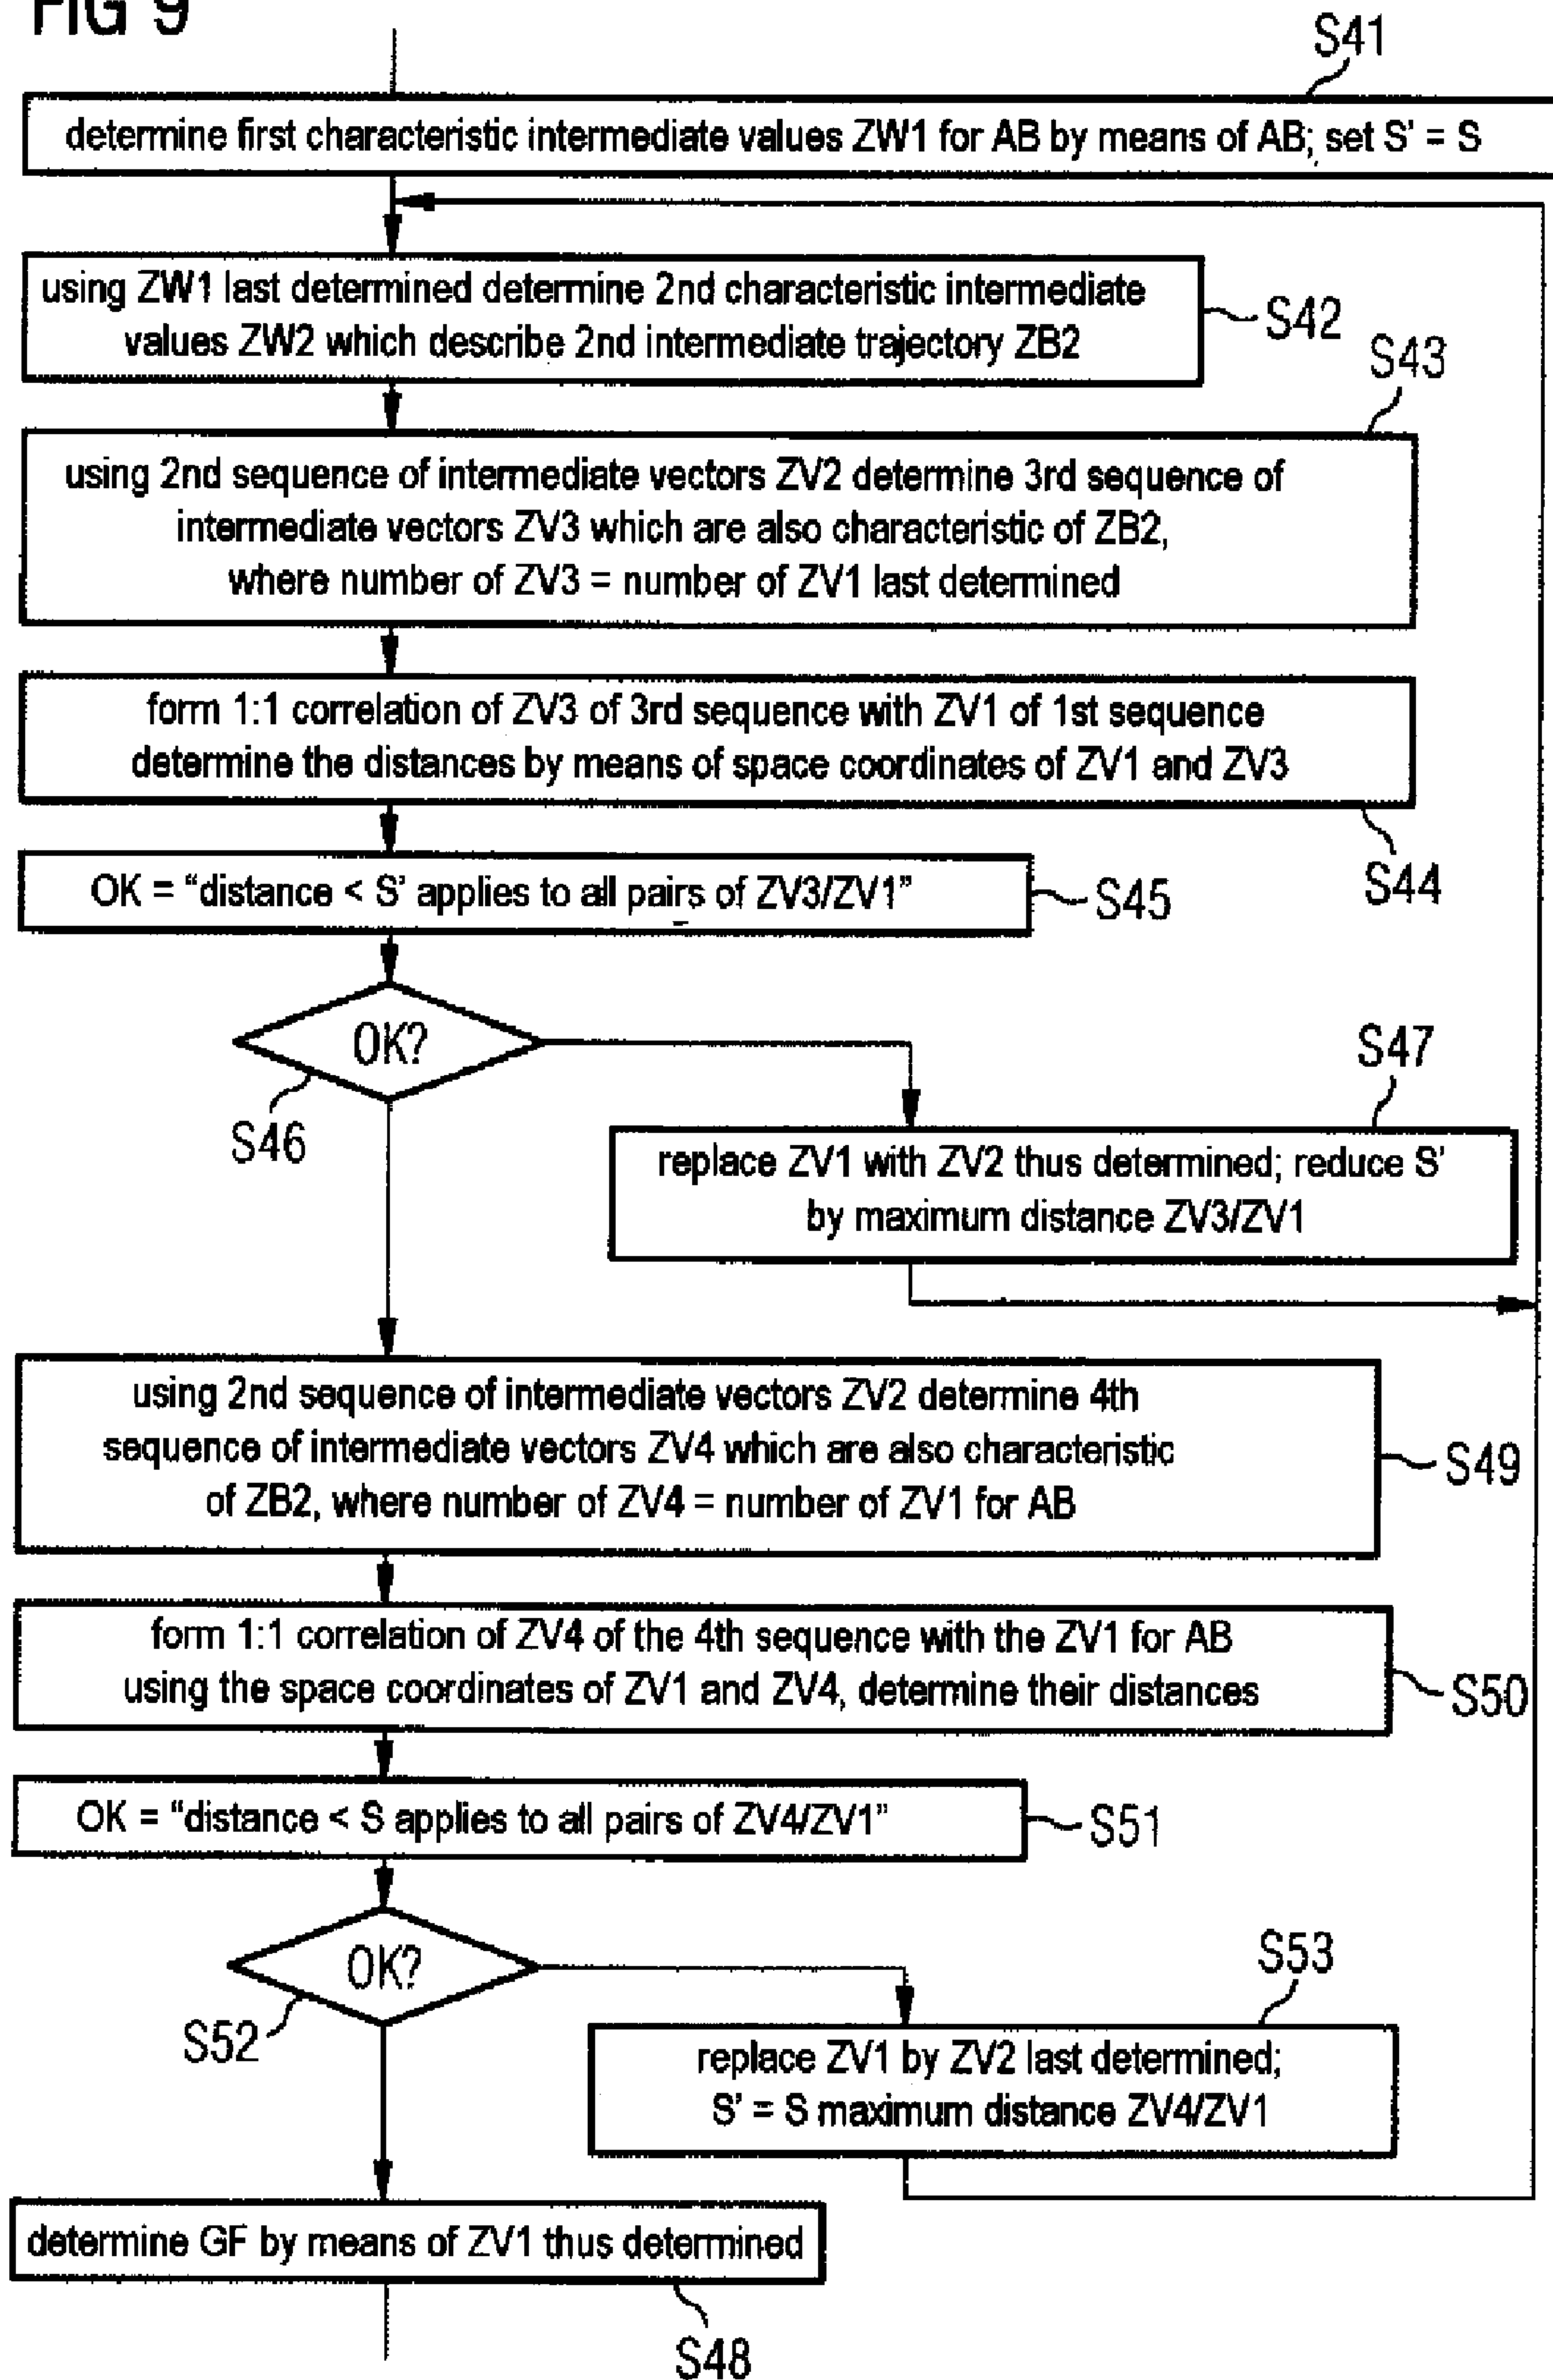 FIG 9
S41
determine first characteristic intermediate values ZW1 for AB by means of AB; set S' = S
using ZW1 last determined determine 2nd characteristic intermediate
values ZW2 which describe 2nd intermediate trajectory ZB2
S42
S43
using 2nd sequence of intermediate vectors ZV2 determine 3rd sequence of
intermediate vectors ZV3 which are also characteristic of ZB2,
where number of ZV3 = number of ZV1 last determined
form 1:1 correlation of ZV3 of 3rd sequence with ZV1 of 1st sequence
determine the distances by means of space coordinates of ZV1 and ZV3
S44
OK = “distance < S' applies to all pairs of ZV3/ZV1”
S45
OK?
S46
S47
replace ZV1 with ZV2 thus determined; reduce S'
by maximum distance ZV3/ZV1
using 2nd sequence of intermediate vectors ZV2 determine 4th
sequence of intermediate vectors ZV4 which are also characteristic
of ZB2, where number of ZV4 = number of ZV1 for AB
S49
form 1:1 correlation of ZV4 of the 4th sequence with the ZV1 for AB
using the space coordinates of ZV1 and ZV4, determine their distances
S50
OK = “distance < S applies to all pairs of ZV4/ZV1”
S51
OK?
S52
S53
replace ZV1 by ZV2 last determined;
S' = S maximum distance ZV4/ZV1
determine GF by means of ZV1 thus determined
S48